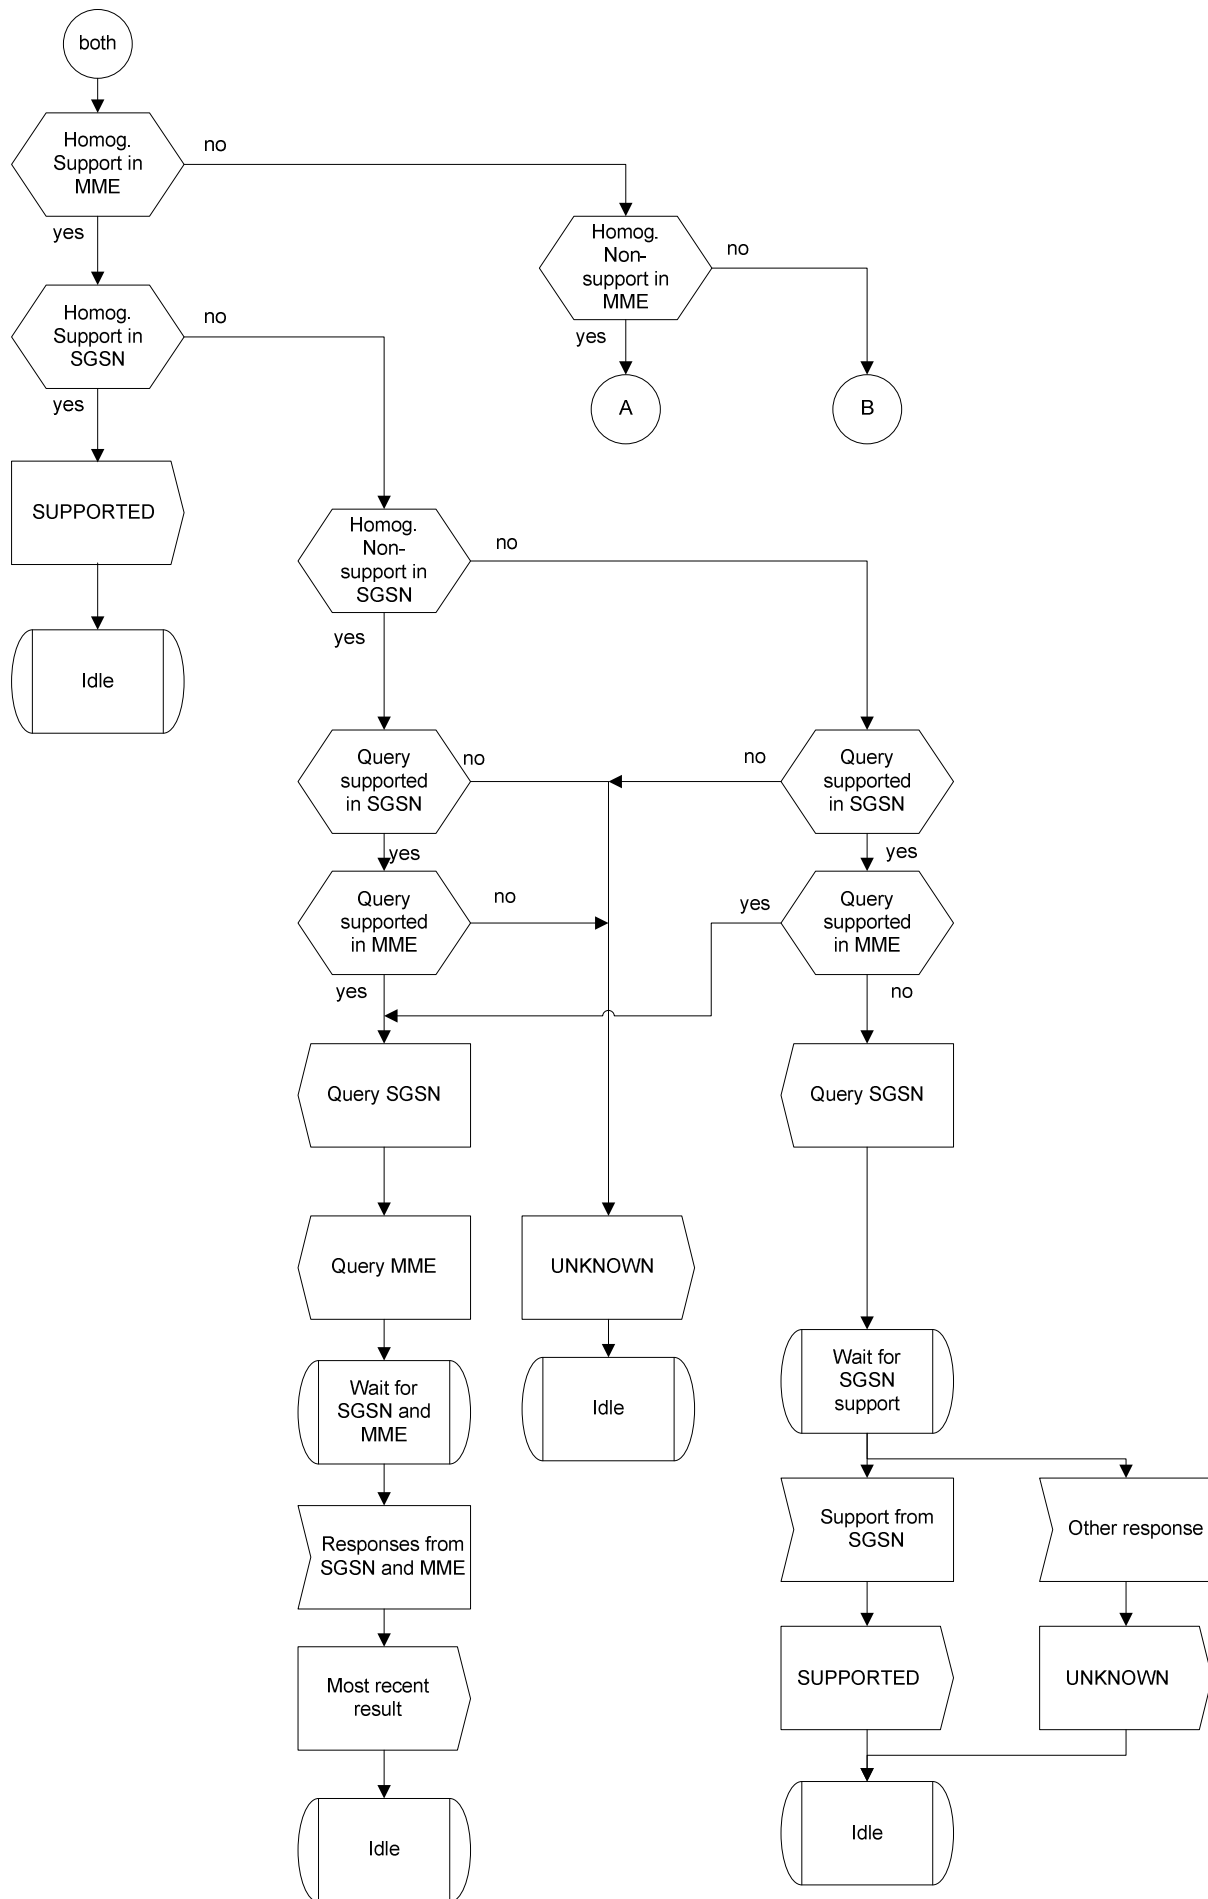 both
Homog.
Support in
MME
no
yes
Homog.
Non-
support in
MME
no
yes
Homog.
Support in
SGSN
no
yes
A
B
SUPPORTED
Homog.
Non-
support in
SGSN
no
yes
Idle
Query
supported
in SGSN
no
yes
no
Query
supported
in SGSN
yes
Query
supported
in MME
no
yes
yes
Query
supported
in MME
no
Query SGSN
Query SGSN
Query MME
UNKNOWN
Wait for
SGSN and
MME
Idle
Wait for
SGSN
support
Responses from
SGSN and MME
Support from
SGSN
Other response
Most recent
result
SUPPORTED
UNKNOWN
Idle
Idle